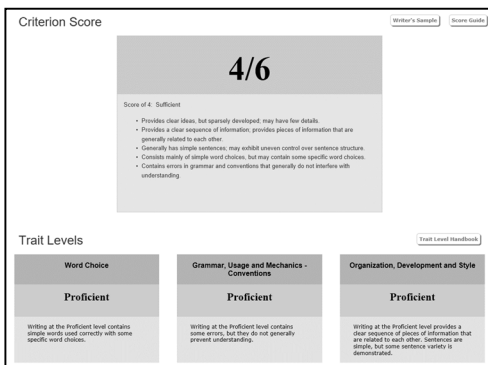 Criterion Score
Writer's Sample
Score Guide
4/6
Score of 4: Sufficient
• Provides clear ideas, but sparsely developed; may have few details.
• Provides a clear sequence of information; provides pieces of information that are
generally related to each other.
• Generally has simple sentences; may exhibit uneven control over sentence structure.
• Consists mainly of simple word choices, but may contain some specific word choices.
• Contains errors in grammar and conventions that generally do not interfere with
understanding.
Trait Levels
Trait Level Handbook
Word Choice
Proficient
Writing at the Proficient level contains
simple words used correctly with some
specific word choices.
Grammar, Usage and Mechanics -
Conventions
Proficient
Writing at the Proficient level contains
some errors, but they do not generally
prevent understanding.
Organization, Development and Style
Proficient
Writing at the Proficient level provides a
clear sequence of pieces of information that
are related to each other. Sentences are
simple, but some sentence variety is
demonstrated.